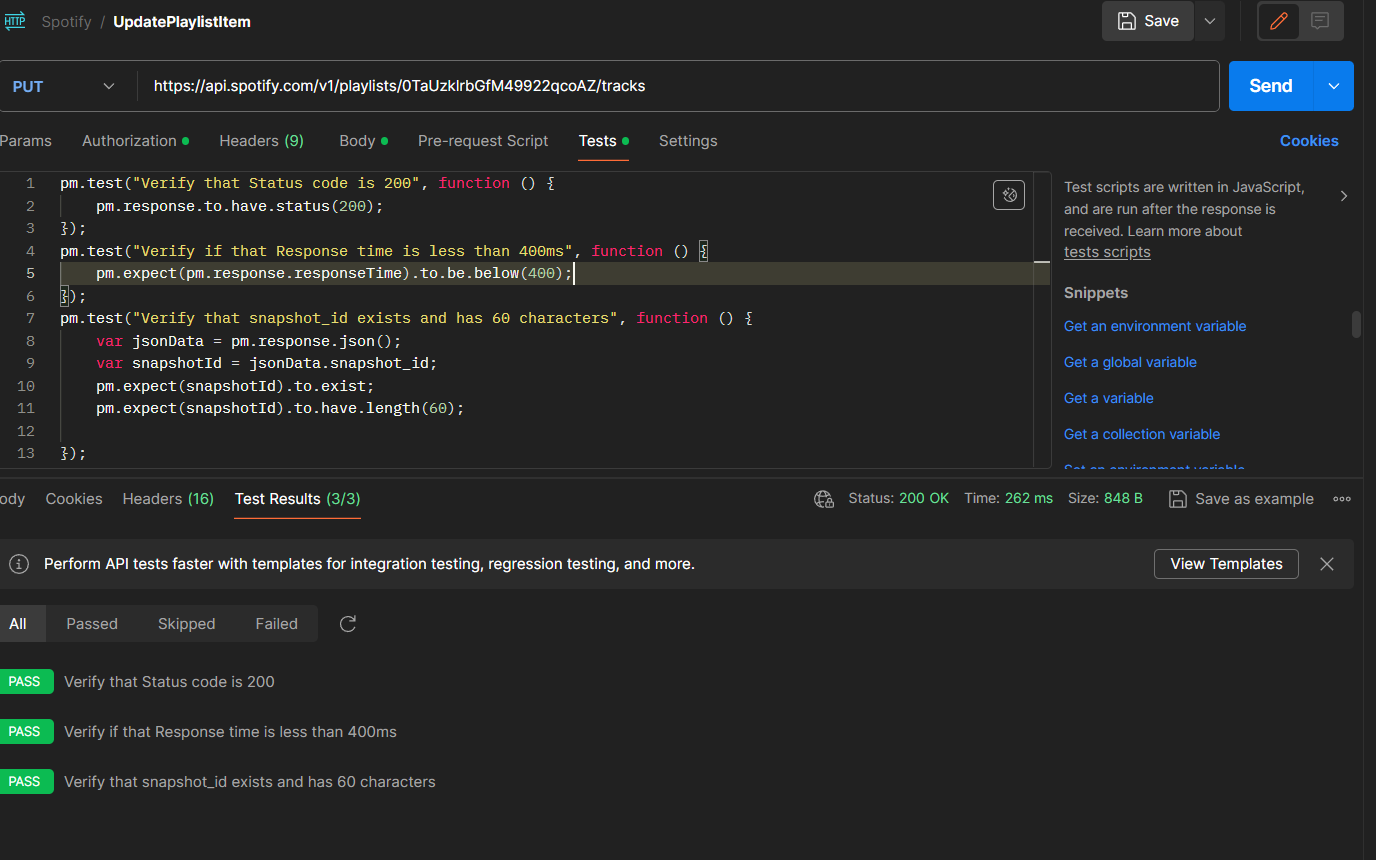 HTTP Spotify / UpdatePlaylistItem Save
PUT https://api.spotify.com/v1/playlists/0TaUzklrbGfM49922qcoAZ/tracks Send
Params Authorization Headers (9) Body Pre-request Script Tests Settings Cookies
1 pm.test("Verify that Status code is 200", function () {
2 pm.response.to.have.status(200);
3 });
4 pm.test("Verify if that Response time is less than 400ms", function () {
5 pm.expect(pm.response.responseTime).to.be.below(400);
6 });
7 pm.test("Verify that snapshot_id exists and has 60 characters", function () {
8 var jsonData = pm.response.json();
9 var snapshotId = jsonData.snapshot_id;
10 pm.expect(snapshotId).to.exist;
11 pm.expect(snapshotId).to.have.length(60);
12
13 });
Test scripts are written in JavaScript,
and are run after the response is
received. Learn more about
tests scripts
Snippets
Get an environment variable
Get a global variable
Get a variable
Get a collection variable
Set an environment variable
ody Cookies Headers (16) Test Results (3/3) Status: 200 OK Time: 262 ms Size: 848 B Save as example
Perform API tests faster with templates for integration testing, regression testing, and more. View Templates
All Passed Skipped Failed
PASS Verify that Status code is 200
PASS Verify if that Response time is less than 400ms
PASS Verify that snapshot_id exists and has 60 characters